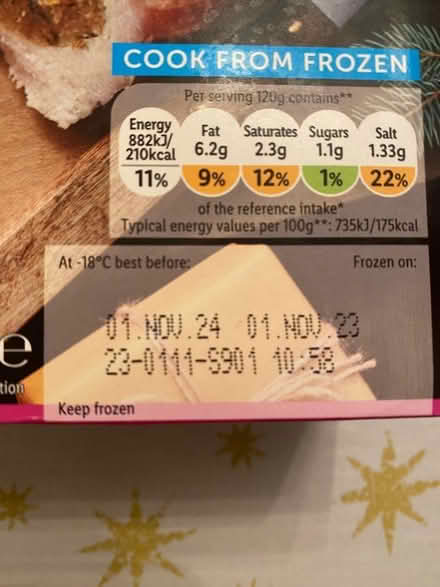 COOK FROM FROZEN
Per serving 120g contains**
Energy
882kJ/
210kcal
11%
Fat
6.2g
9%
Saturates
2.3g
12%
Sugars
1.1g
1%
Salt
1.33g
22%
of the reference intake*
Typical energy values per 100g**: 735kJ/175kcal
At -18°C best before:
Frozen on:
01.NOV.24 01.NOV.23
23-0111-S901 10:58
e
tion
Keep frozen